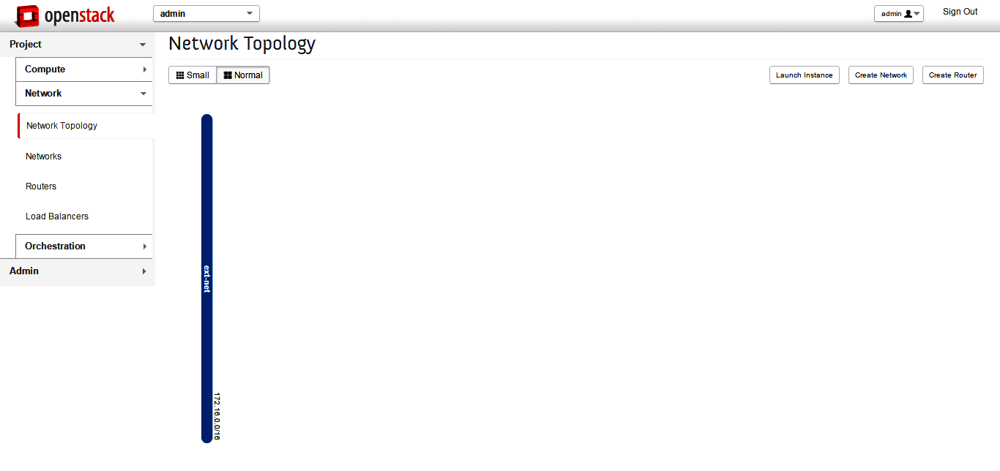 openstack
admin
admin
Sign Out
Project
Compute
Network
Network Topology
Networks
Routers
Load Balancers
Orchestration
Admin
Network Topology
Small
Normal
Launch Instance
Create Network
Create Router
ext-net
172.16.0.0/16